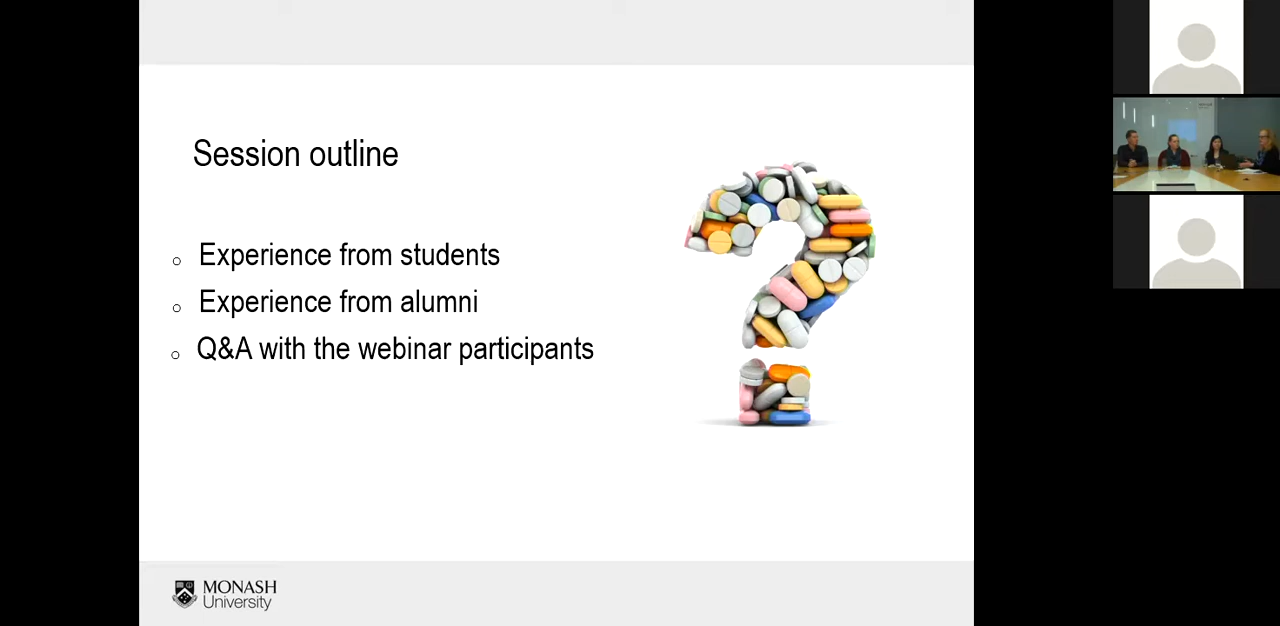 Session outline
o Experience from students
o Experience from alumni
o Q&A with the webinar participants
MONASH
University